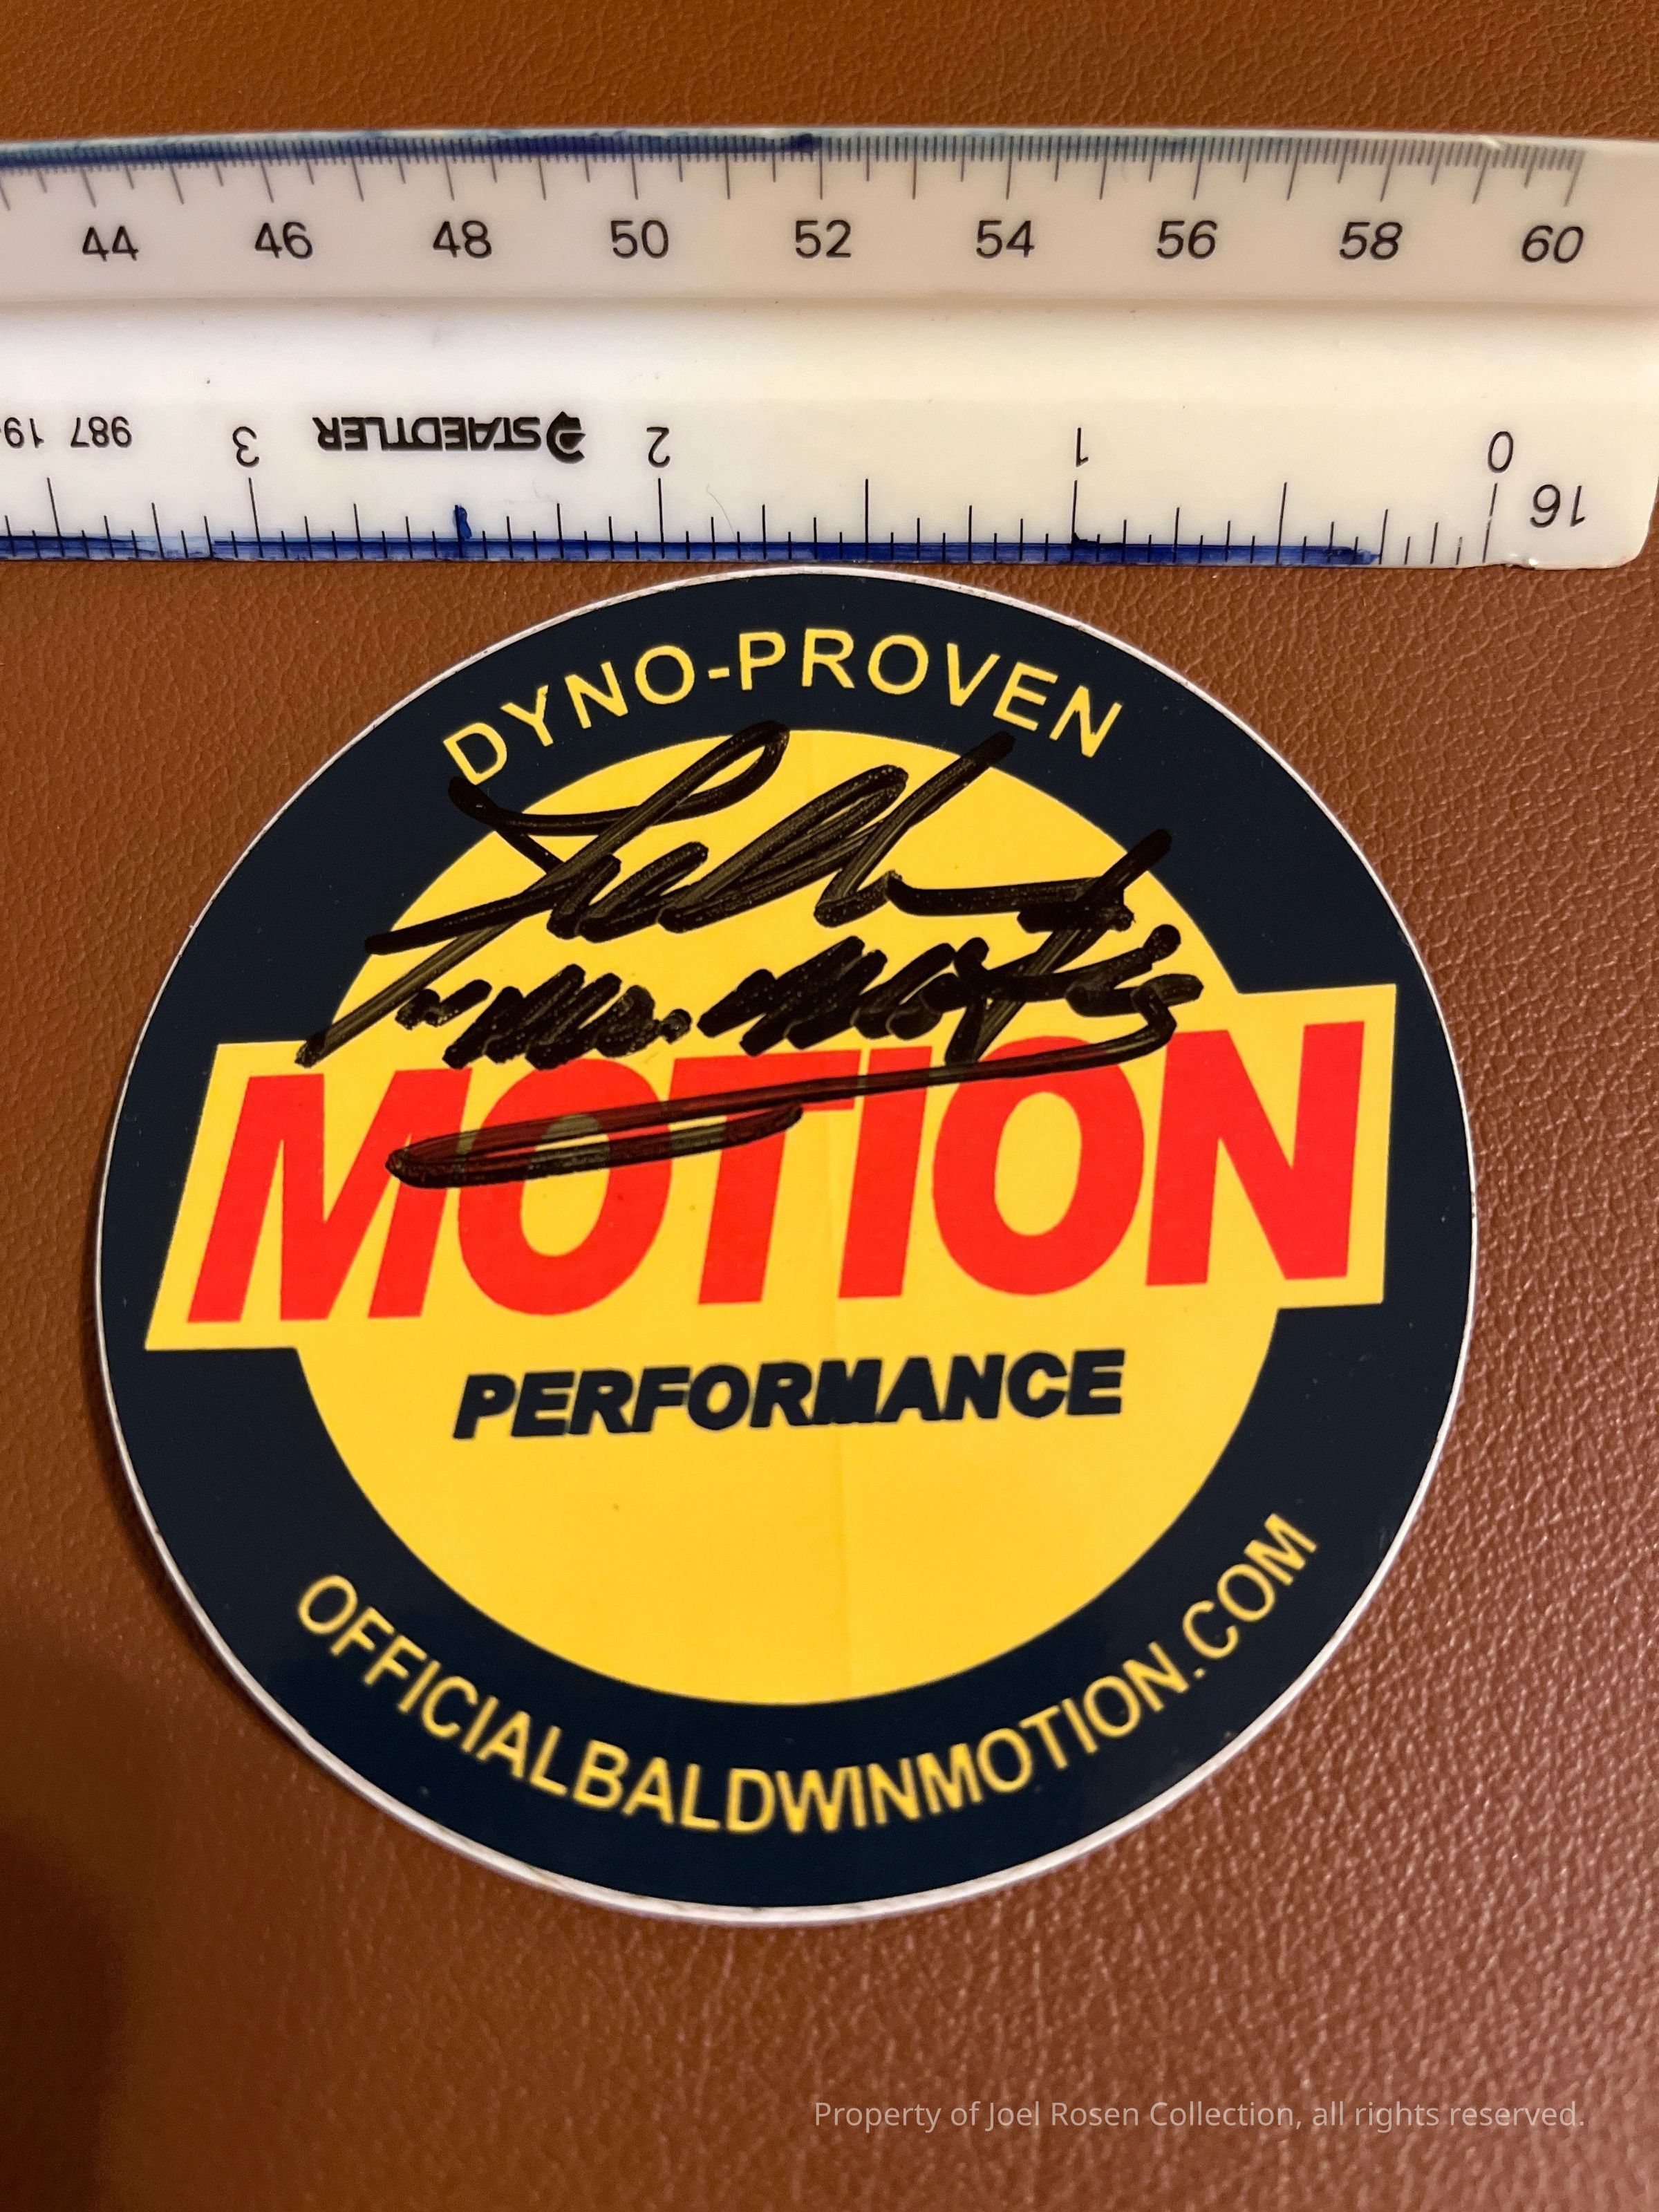 44 46 48 50 52 54 56 58 60
987 19
3 STAEDTLER 2 1 0
16
DYNO-PROVEN
MOTION
PERFORMANCE
OFFICIALBALDWINMOTION.COM
Property of Joel Rosen Collection, all rights reserved.